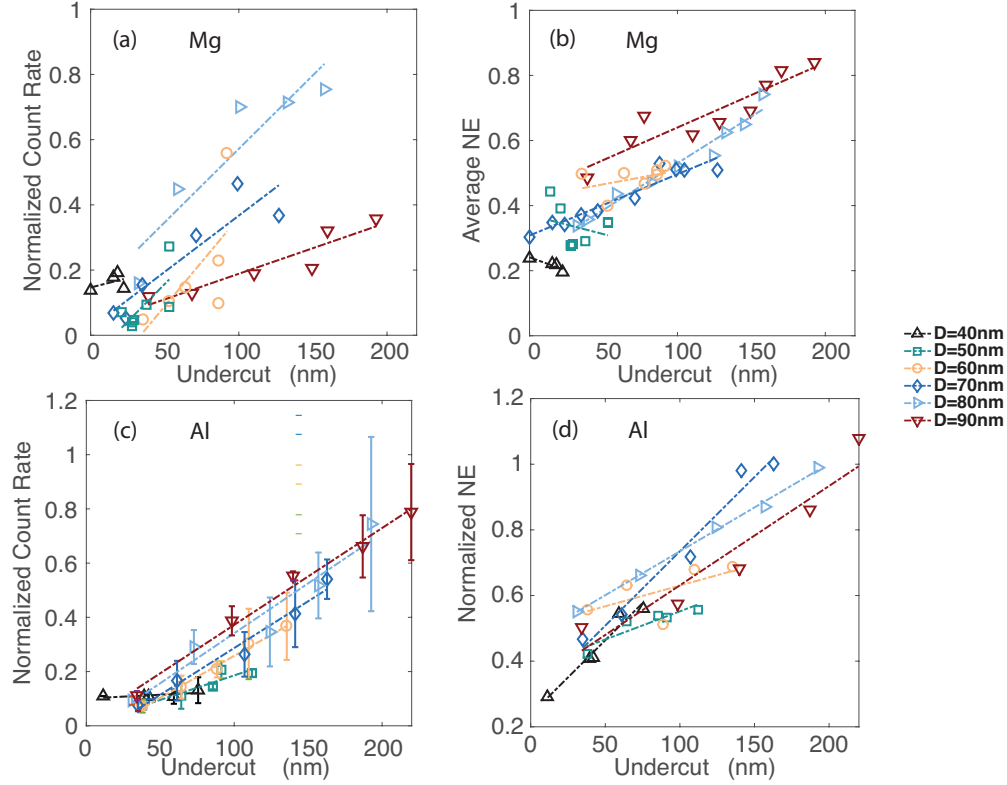 (a) Mg
1
0.8
0.6
0.4
0.2
0
Normalized Count Rate
0 50 100 150 200
Undercut (nm)
(b) Mg
1
0.8
0.6
0.4
0.2
0
Average NE
0 50 100 150 200
Undercut (nm)
D=40nm
D=50nm
D=60nm
D=70nm
D=80nm
D=90nm
(c) Al
1.2
1
0.8
0.6
0.4
0.2
0
Normalized Count Rate
0 50 100 150 200
Undercut (nm)
(d) Al
1.2
1
0.8
0.6
0.4
0.2
Normalized NE
0 50 100 150 200
Undercut (nm)